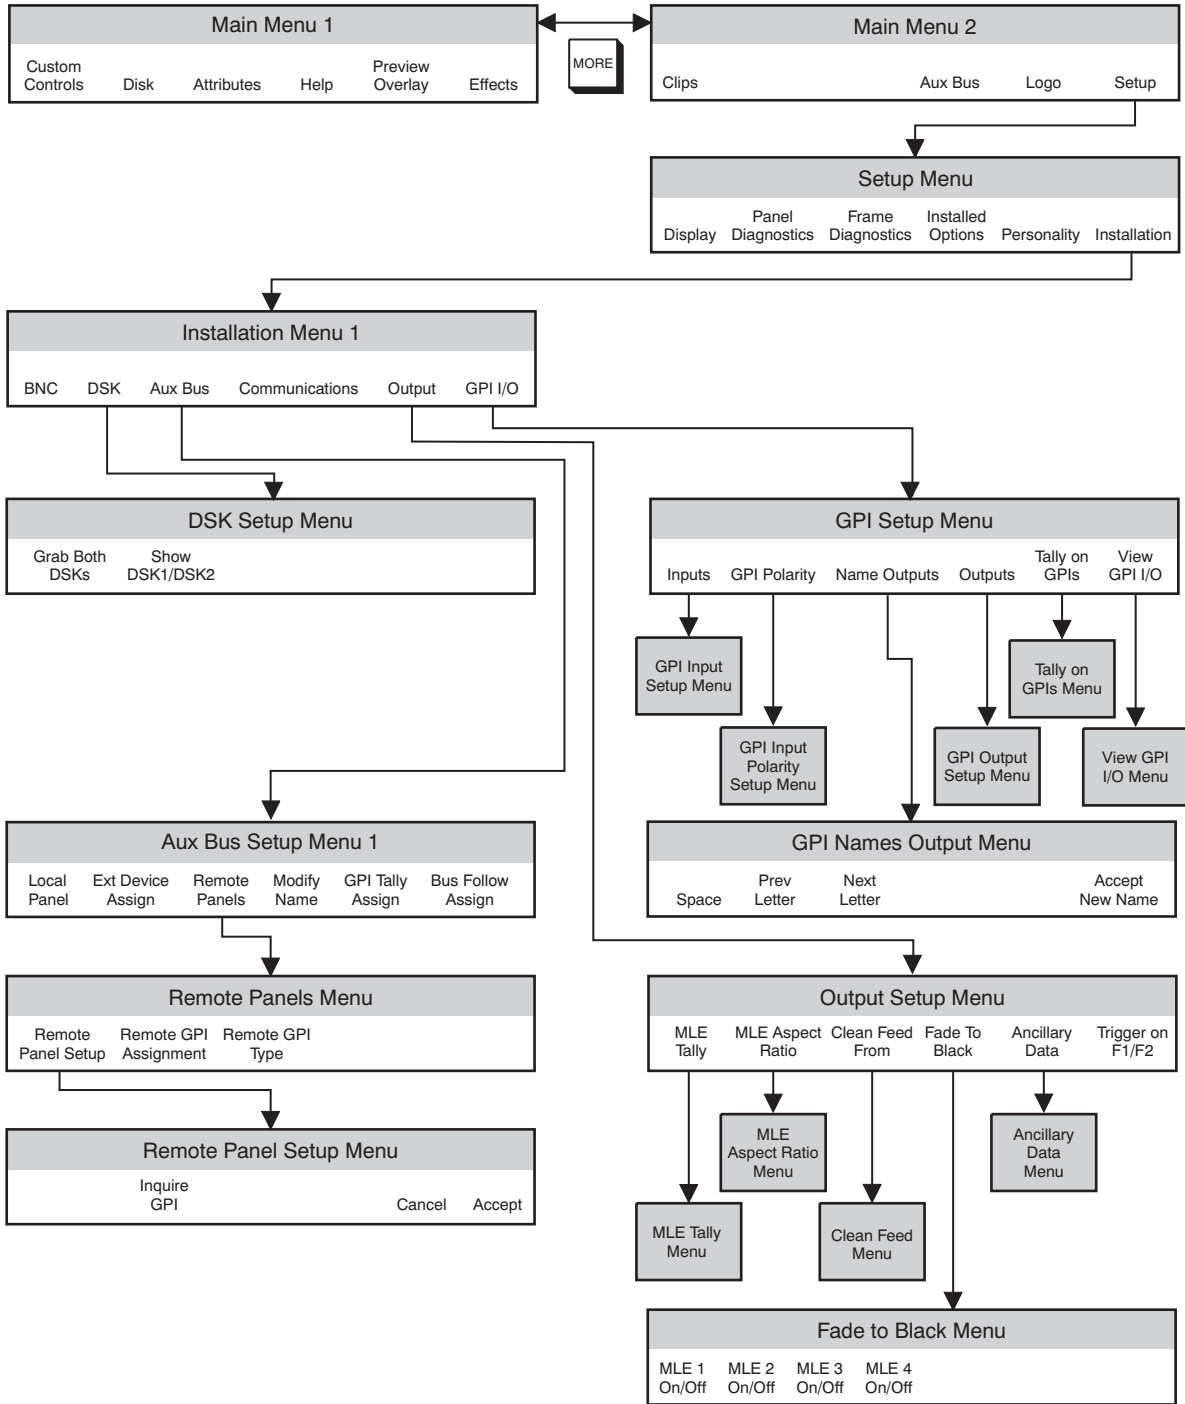 Main Menu 1
Custom Controls
Disk
Attributes
Help
Preview Overlay
Effects
MORE
Main Menu 2
Clips
Aux Bus
Logo
Setup
Setup Menu
Display
Panel Diagnostics
Frame Diagnostics
Installed Options
Personality
Installation
Installation Menu 1
BNC
DSK
Aux Bus
Communications
Output
GPI I/O
DSK Setup Menu
Grab Both DSKs
Show DSK1/DSK2
GPI Setup Menu
Inputs
GPI Polarity
Name Outputs
Outputs
Tally on GPIs
View GPI I/O
GPI Input Setup Menu
Tally on GPIs Menu
GPI Input Polarity Setup Menu
GPI Output Setup Menu
View GPI I/O Menu
Aux Bus Setup Menu 1
Local Panel
Ext Device Assign
Remote Panels
Modify Name
GPI Tally Assign
Bus Follow Assign
GPI Names Output Menu
Space
Prev Letter
Next Letter
Accept New Name
Remote Panels Menu
Remote Panel Setup
Remote GPI Assignment
Remote GPI Type
Output Setup Menu
MLE Tally
MLE Aspect Ratio
Clean Feed From
Fade To Black
Ancillary Data
Trigger on F1/F2
Remote Panel Setup Menu
Inquire GPI
Cancel
Accept
MLE Aspect Ratio Menu
Ancillary Data Menu
MLE Tally Menu
Clean Feed Menu
Fade to Black Menu
MLE 1 On/Off
MLE 2 On/Off
MLE 3 On/Off
MLE 4 On/Off